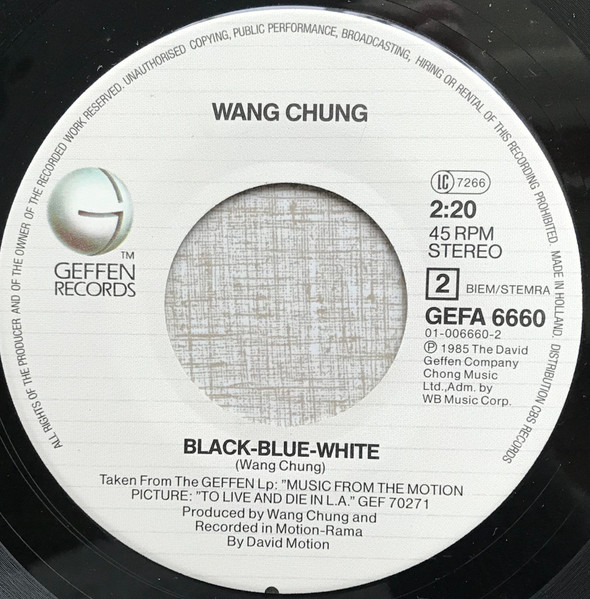 ALL RIGHTS OF THE PRODUCER AND OF THE OWNER OF THE RECORDED WORK RESERVED. UNAUTHORISED COPYING, PUBLIC PERFORMANCE, BROADCASTING, HIRING OR RENTAL OF THIS RECORDING PROHIBITED. MADE IN HOLLAND. DISTRIBUTION CBS RECORDS
WANG CHUNG
G
TM
GEFFEN
RECORDS
LC 7266
2:20
45 RPM
STEREO
2 BIEM/STEMRA
GEFA 6660
01-006660-2
℗ 1985 The David
Geffen Company
Chong Music
Ltd.,Adm. by
WB Music Corp.
BLACK-BLUE-WHITE
(Wang Chung)
Taken From The GEFFEN Lp: "MUSIC FROM THE MOTION
PICTURE: "TO LIVE AND DIE IN L.A." GEF 70271
Produced by Wang Chung and
Recorded in Motion-Rama
By David Motion